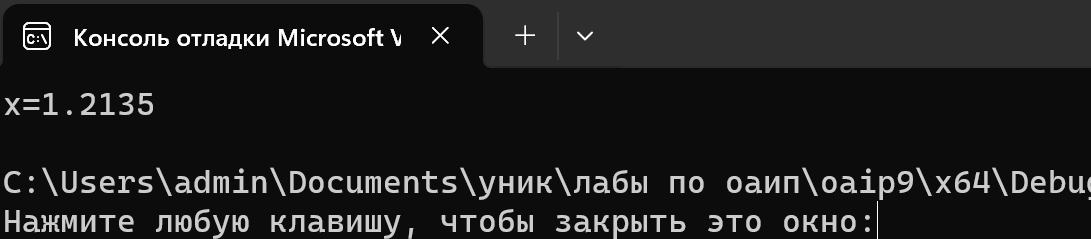 Консоль отладки Microsoft V
x=1.2135
C:\Users\admin\Documents\уник\лабы по оаип\oaip9\x64\Debug
Нажмите любую клавишу, чтобы закрыть это окно: